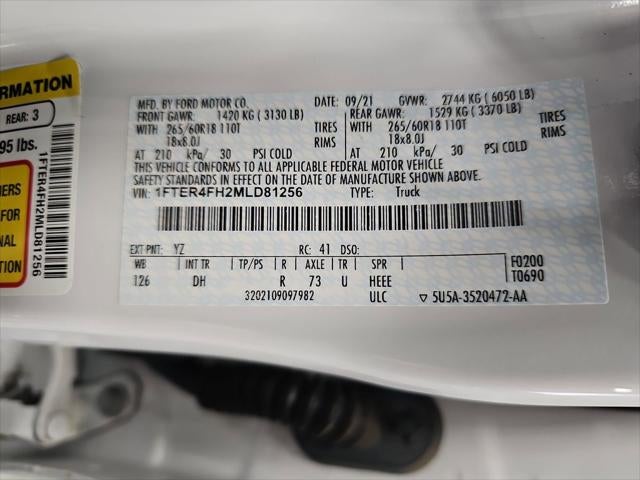 ORMATION
REAR: 3
95 lbs.
1FTER4FH2MLD81256
IERS
FOR
NAL
ATION
MFD. BY FORD MOTOR CO.
DATE: 09/21 GVWR: 2744 KG ( 6050 LB)
FRONT GAWR: 1420 KG ( 3130 LB) REAR GAWR: 1529 KG ( 3370 LB)
WITH 265/60R18 110T TIRES WITH 265/60R18 110T TIRES
18x8.0J RIMS 18x8.0J RIMS
AT 210 kPa/ 30 PSI COLD AT 210 kPa/ 30 PSI COLD
THIS VEHICLE CONFORMS TO ALL APPLICABLE FEDERAL MOTOR VEHICLE
SAFETY STANDARDS IN EFFECT ON THE DATE OF MANUFACTURE SHOWN ABOVE.
VIN: 1FTER4FH2MLD81256 TYPE: Truck
EXT PNT: YZ RC: 41 DSO:
WB INT TR TP/PS R AXLE TR SPR F0200
126 DH R 73 U HEEE T0690
3202109097982 ULC ▽ 5U5A-3520472-AA